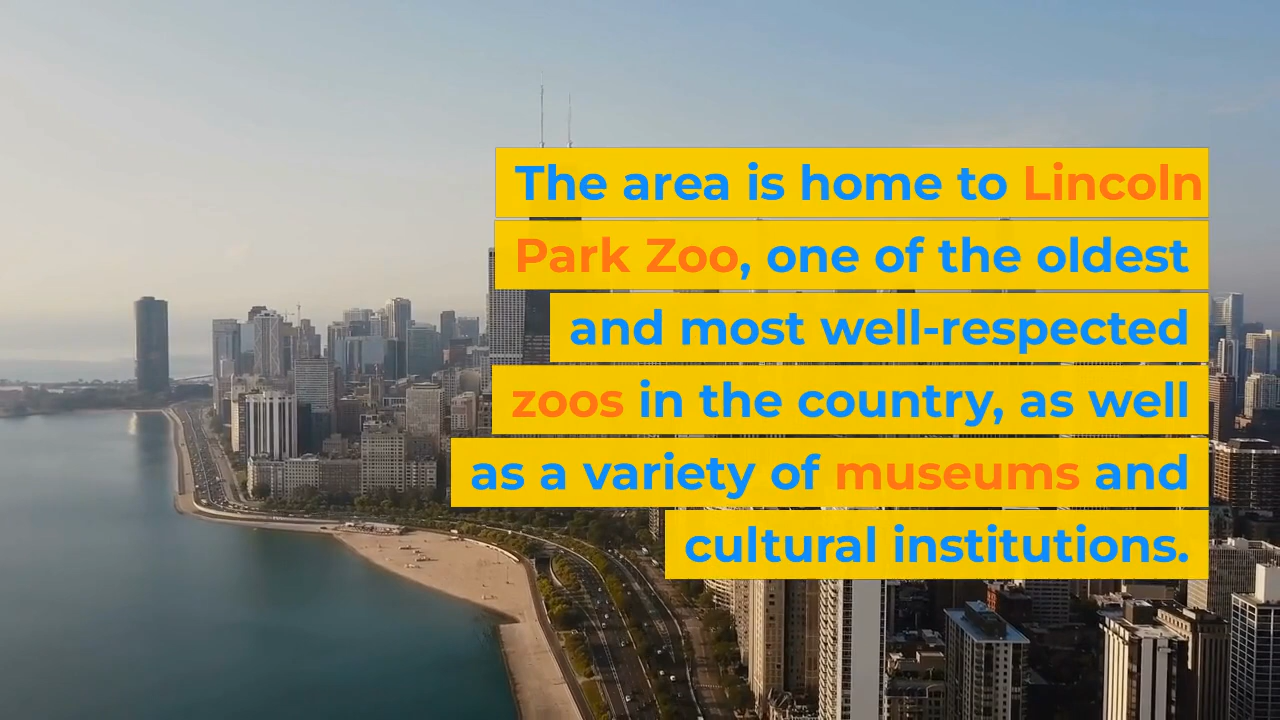 The area is home to Lincoln
Park Zoo, one of the oldest
and most well-respected
zoos in the country, as well
as a variety of museums and
cultural institutions.